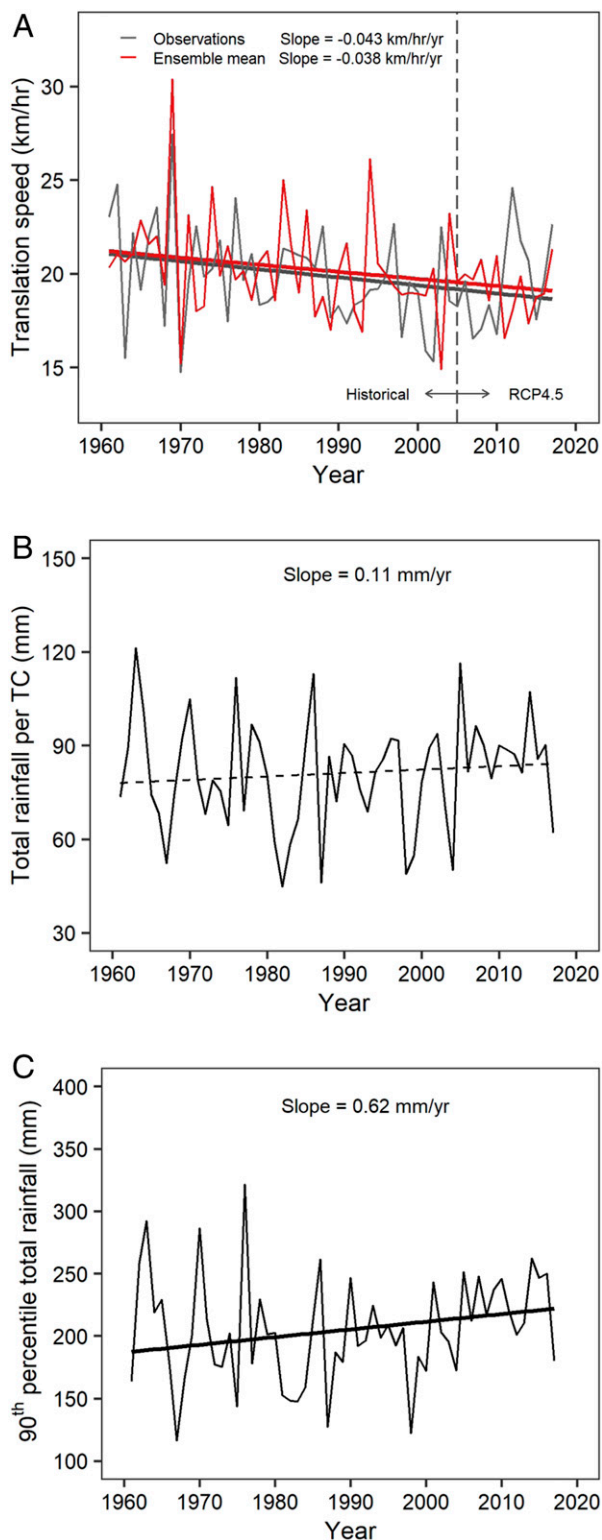 A
Observations Slope = -0.043 km/hr/yr
Ensemble mean Slope = -0.038 km/hr/yr
Translation speed (km/hr)
30
25
20
15
Historical RCP4.5
1960 1970 1980 1990 2000 2010 2020
Year
B
Slope = 0.11 mm/yr
Total rainfall per TC (mm)
150
120
90
60
30
1960 1970 1980 1990 2000 2010 2020
Year
C
Slope = 0.62 mm/yr
90th percentile total rainfall (mm)
400
350
300
250
200
150
100
1960 1970 1980 1990 2000 2010 2020
Year